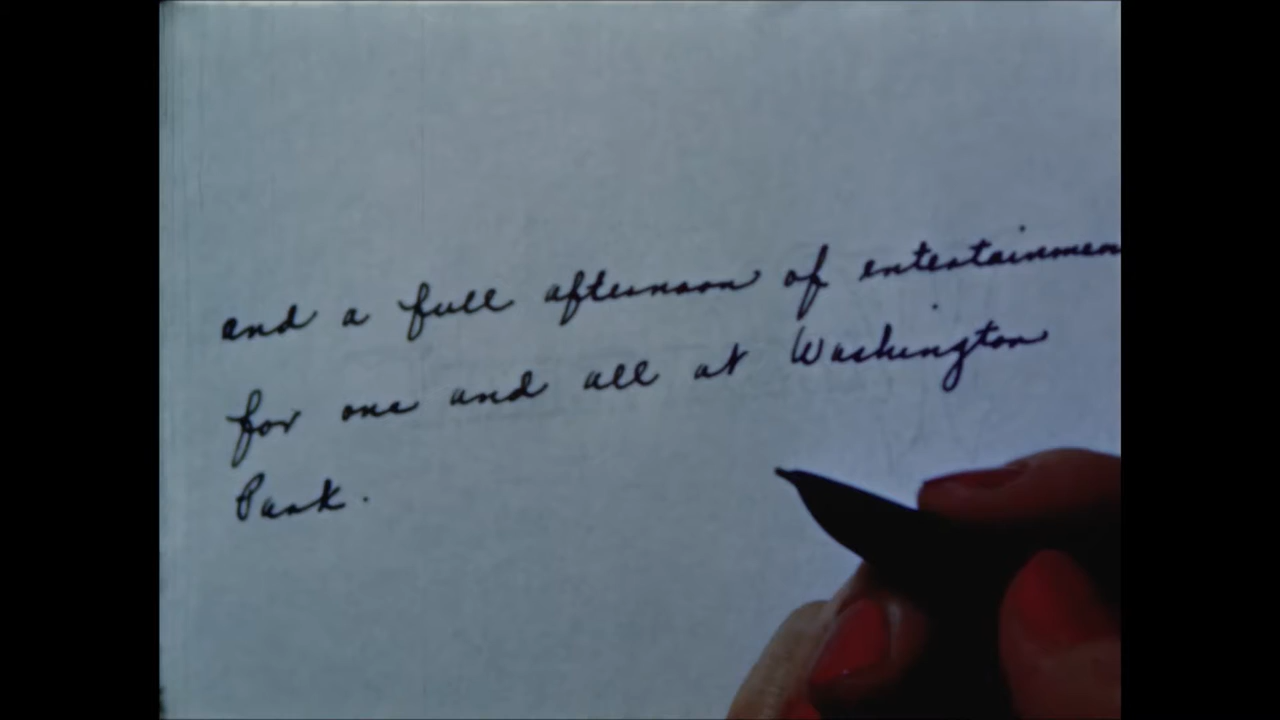 and a full afternoon of entertainmen
for one and all at Washington
Park.